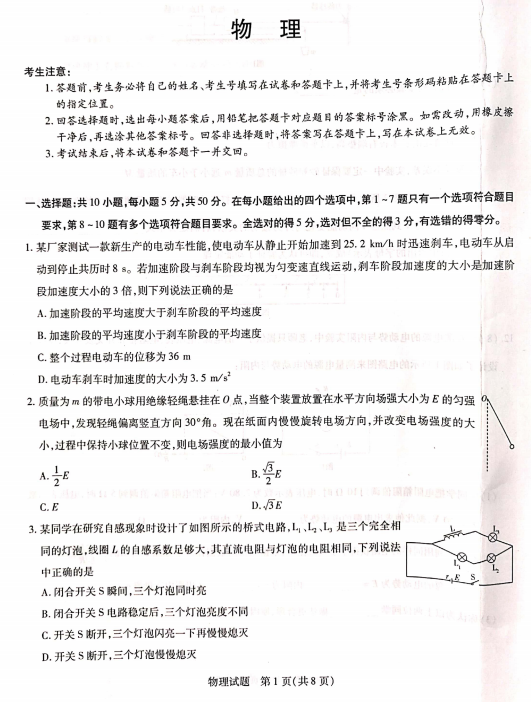 物 理
考生注意:
1.答题前,考生务必将自己的姓名、考生号填写在试卷和答题卡上,并将考生号条形码粘贴在答题卡上
的指定位置。
2.回答选择题时,选出每小题答案后,用铅笔把答题卡对应题目的答案标号涂黑。如需改动,用橡皮擦
干净后,再选涂其他答案标号。回答非选择题时,将答案写在答题卡上,写在本试卷上无效。
3.考试结束后,将本试卷和答题卡一并交回。
一、选择题:共10小题,每小题5分,共50分。在每小题给出的四个选项中,第1~7题只有一个选项符合题目
要求,第8~10题有多个选项符合题目要求。全选对的得5分,选对但不全的得3分,有选错的得零分。
1.某厂家测试一款新生产的电动车性能,使电动车从静止开始加速到25.2 km/h时迅速刹车,电动车从启
动到停止共历时8 s。若加速阶段与刹车阶段均视为匀变速直线运动,刹车阶段加速度的大小是加速阶
段加速度大小的3倍,则下列说法正确的是
A.加速阶段的平均速度大于刹车阶段的平均速度
B.加速阶段的平均速度小于刹车阶段的平均速度
C.整个过程电动车的位移为36 m
D.电动车刹车时加速度的大小为3.5 m/s²
2.质量为m的带电小球用绝缘轻绳悬挂在O点,当整个装置放置在水平方向场强大小为E的匀强
电场中,发现轻绳偏离竖直方向30°角。现在纸面内慢慢旋转电场方向,并改变电场强度的大
小,过程中保持小球位置不变,则电场强度的最小值为
O
A.1/2E
B.√3/2E
C.E
D.√3E
3.某同学在研究自感现象时设计了如图所示的桥式电路,L₁、L₂、L₃是三个完全相
同的灯泡,线圈L的自感系数足够大,其直流电阻与灯泡的电阻相同,下列说法
中正确的是
L L₃
L₁ L₂
r,E S
A.闭合开关S瞬间,三个灯泡同时亮
B.闭合开关S电路稳定后,三个灯泡亮度不同
C.开关S断开,三个灯泡闪亮一下再慢慢熄灭
D.开关S断开,三个灯泡慢慢熄灭
物理试题 第1页(共8页)